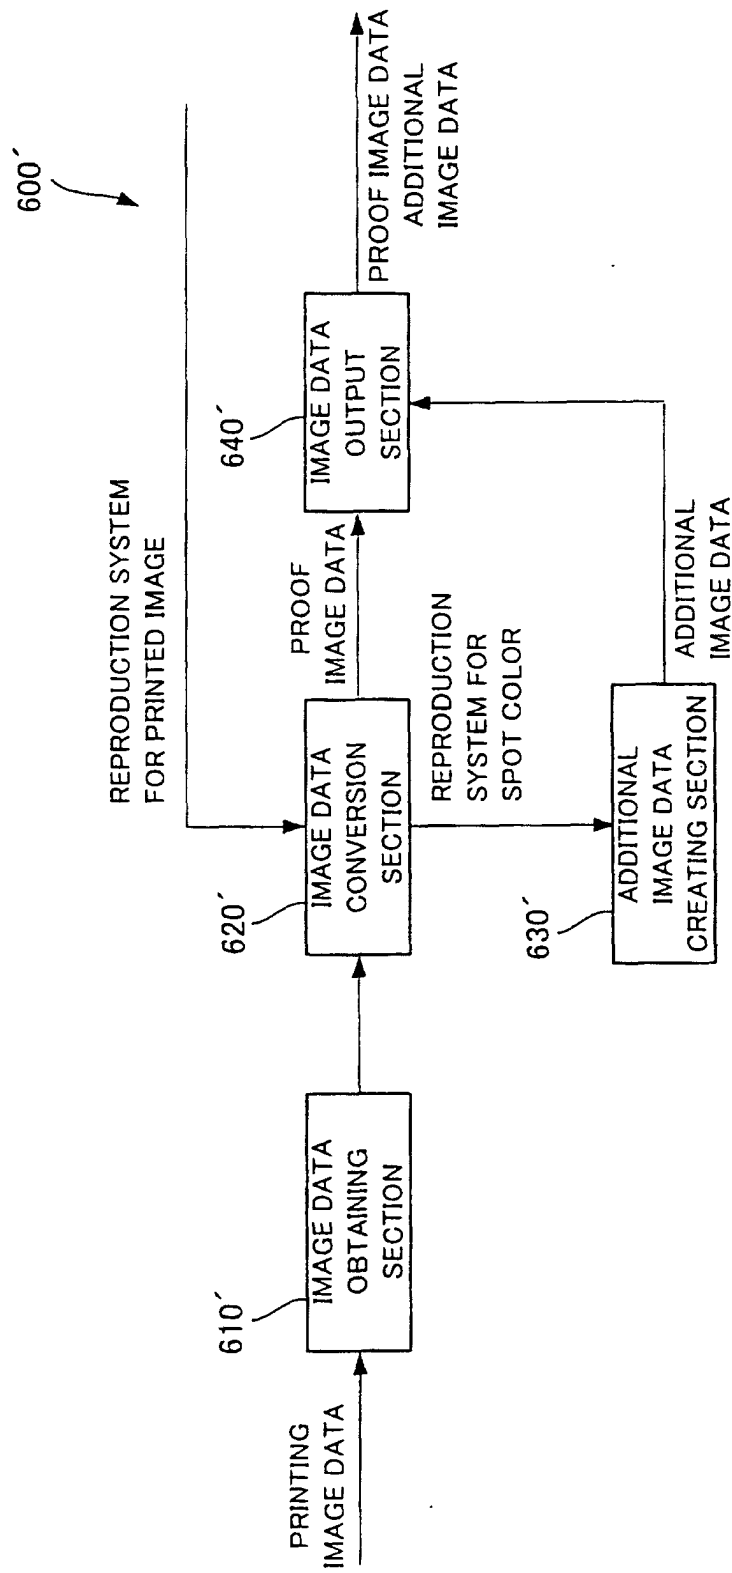 600′
REPRODUCTION SYSTEM
FOR PRINTED IMAGE
PRINTING
IMAGE DATA
610′
IMAGE DATA
OBTAINING
SECTION
620′
IMAGE DATA
CONVERSION
SECTION
PROOF
IMAGE DATA
640′
IMAGE DATA
OUTPUT
SECTION
PROOF IMAGE DATA
ADDITIONAL
IMAGE DATA
REPRODUCTION
SYSTEM FOR
SPOT COLOR
630′
ADDITIONAL
IMAGE DATA
CREATING SECTION
ADDITIONAL
IMAGE DATA